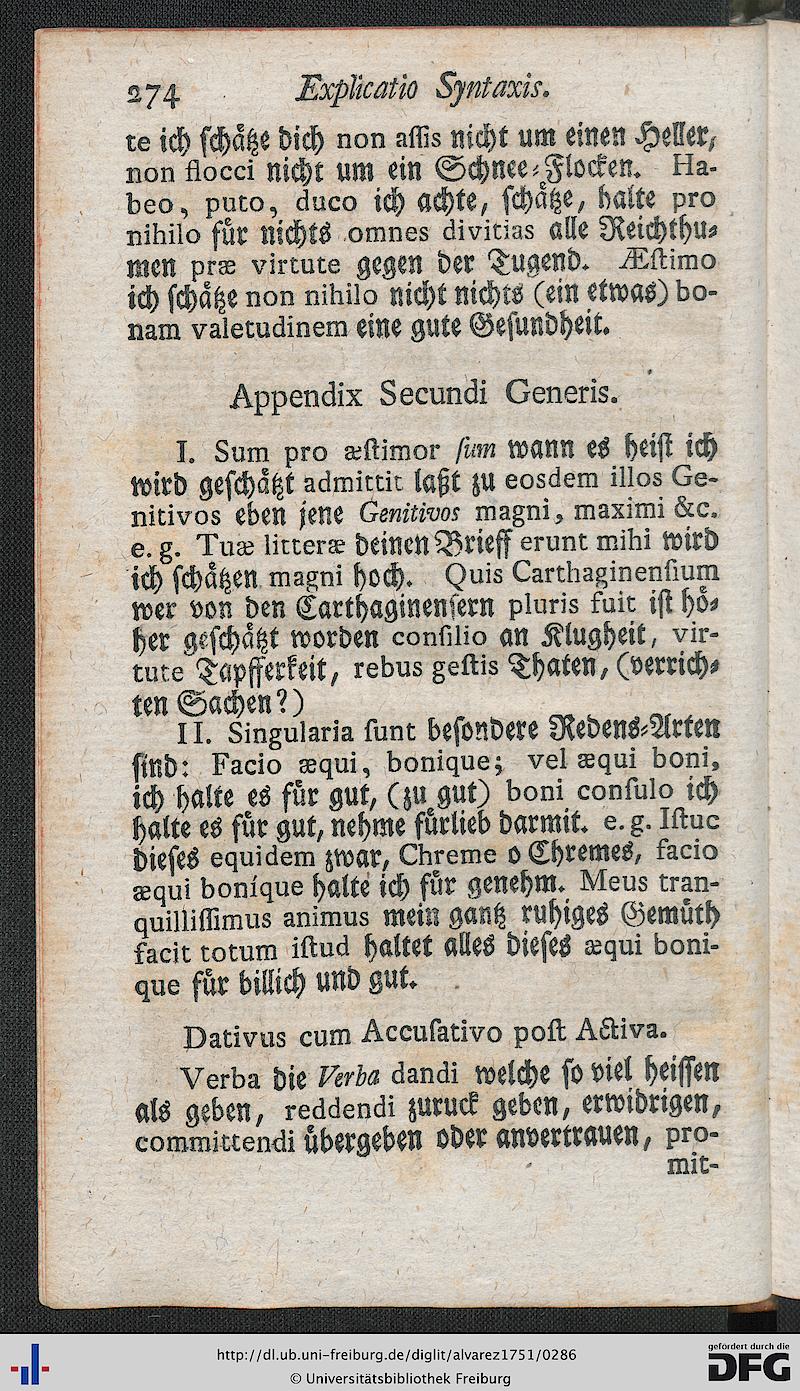 274 Explicatio Syntaxis.
te ich schätze dich non assis nicht um einen Heller,
non flocci nicht um ein Schnee-Flocken. Ha-
beo, puto, duco ich achte, schätze, halte pro
nihilo für nichts omnes divitias alle Reichthu-
men præ virtute gegen der Tugend. Æstimo
ich schätze non nihilo nicht nichts (ein etwas) bo-
nam valetudinem eine gute Gesundheit.
Appendix Secundi Generis.
I. Sum pro æstimor sum wann es heist ich
wird geschätzt admittit laßt zu eosdem illos Ge-
nitivos eben jene Genitivos magni, maximi &c.
e. g. Tuæ litteræ deinen Brieff erunt mihi wird
ich schätzen magni hoch. Quis Carthaginensium
wer von den Carthaginensern pluris fuit ist hö-
her geschätzt worden consilio an Klugheit, vir-
tute Tapfferkeit, rebus gestis Thaten, (verrich-
ten Sachen?)
II. Singularia sunt besondere Redens-Arten
sind: Facio æqui, bonique; vel æqui boni,
ich halte es für gut, (zu gut) boni consulo ich
halte es für gut, nehme fürlieb darmit. e. g. Istuc
dieses equidem zwar, Chreme o Chremes, facio
æqui boníque halte ich für genehm. Meus tran-
quillissimus animus mein gantz ruhiges Gemüth
facit totum istud haltet alles dieses æqui boni-
que für billich und gut.
Dativus cum Accusativo post Activa.
Verba die Verba dandi welche so viel heissen
als geben, reddendi zuruck geben, erwidrigen,
committendi übergeben oder anvertrauen, pro-
mit-
http://dl.ub.uni-freiburg.de/diglit/alvarez1751/0286
© Universitätsbibliothek Freiburg
gefördert durch die
DFG